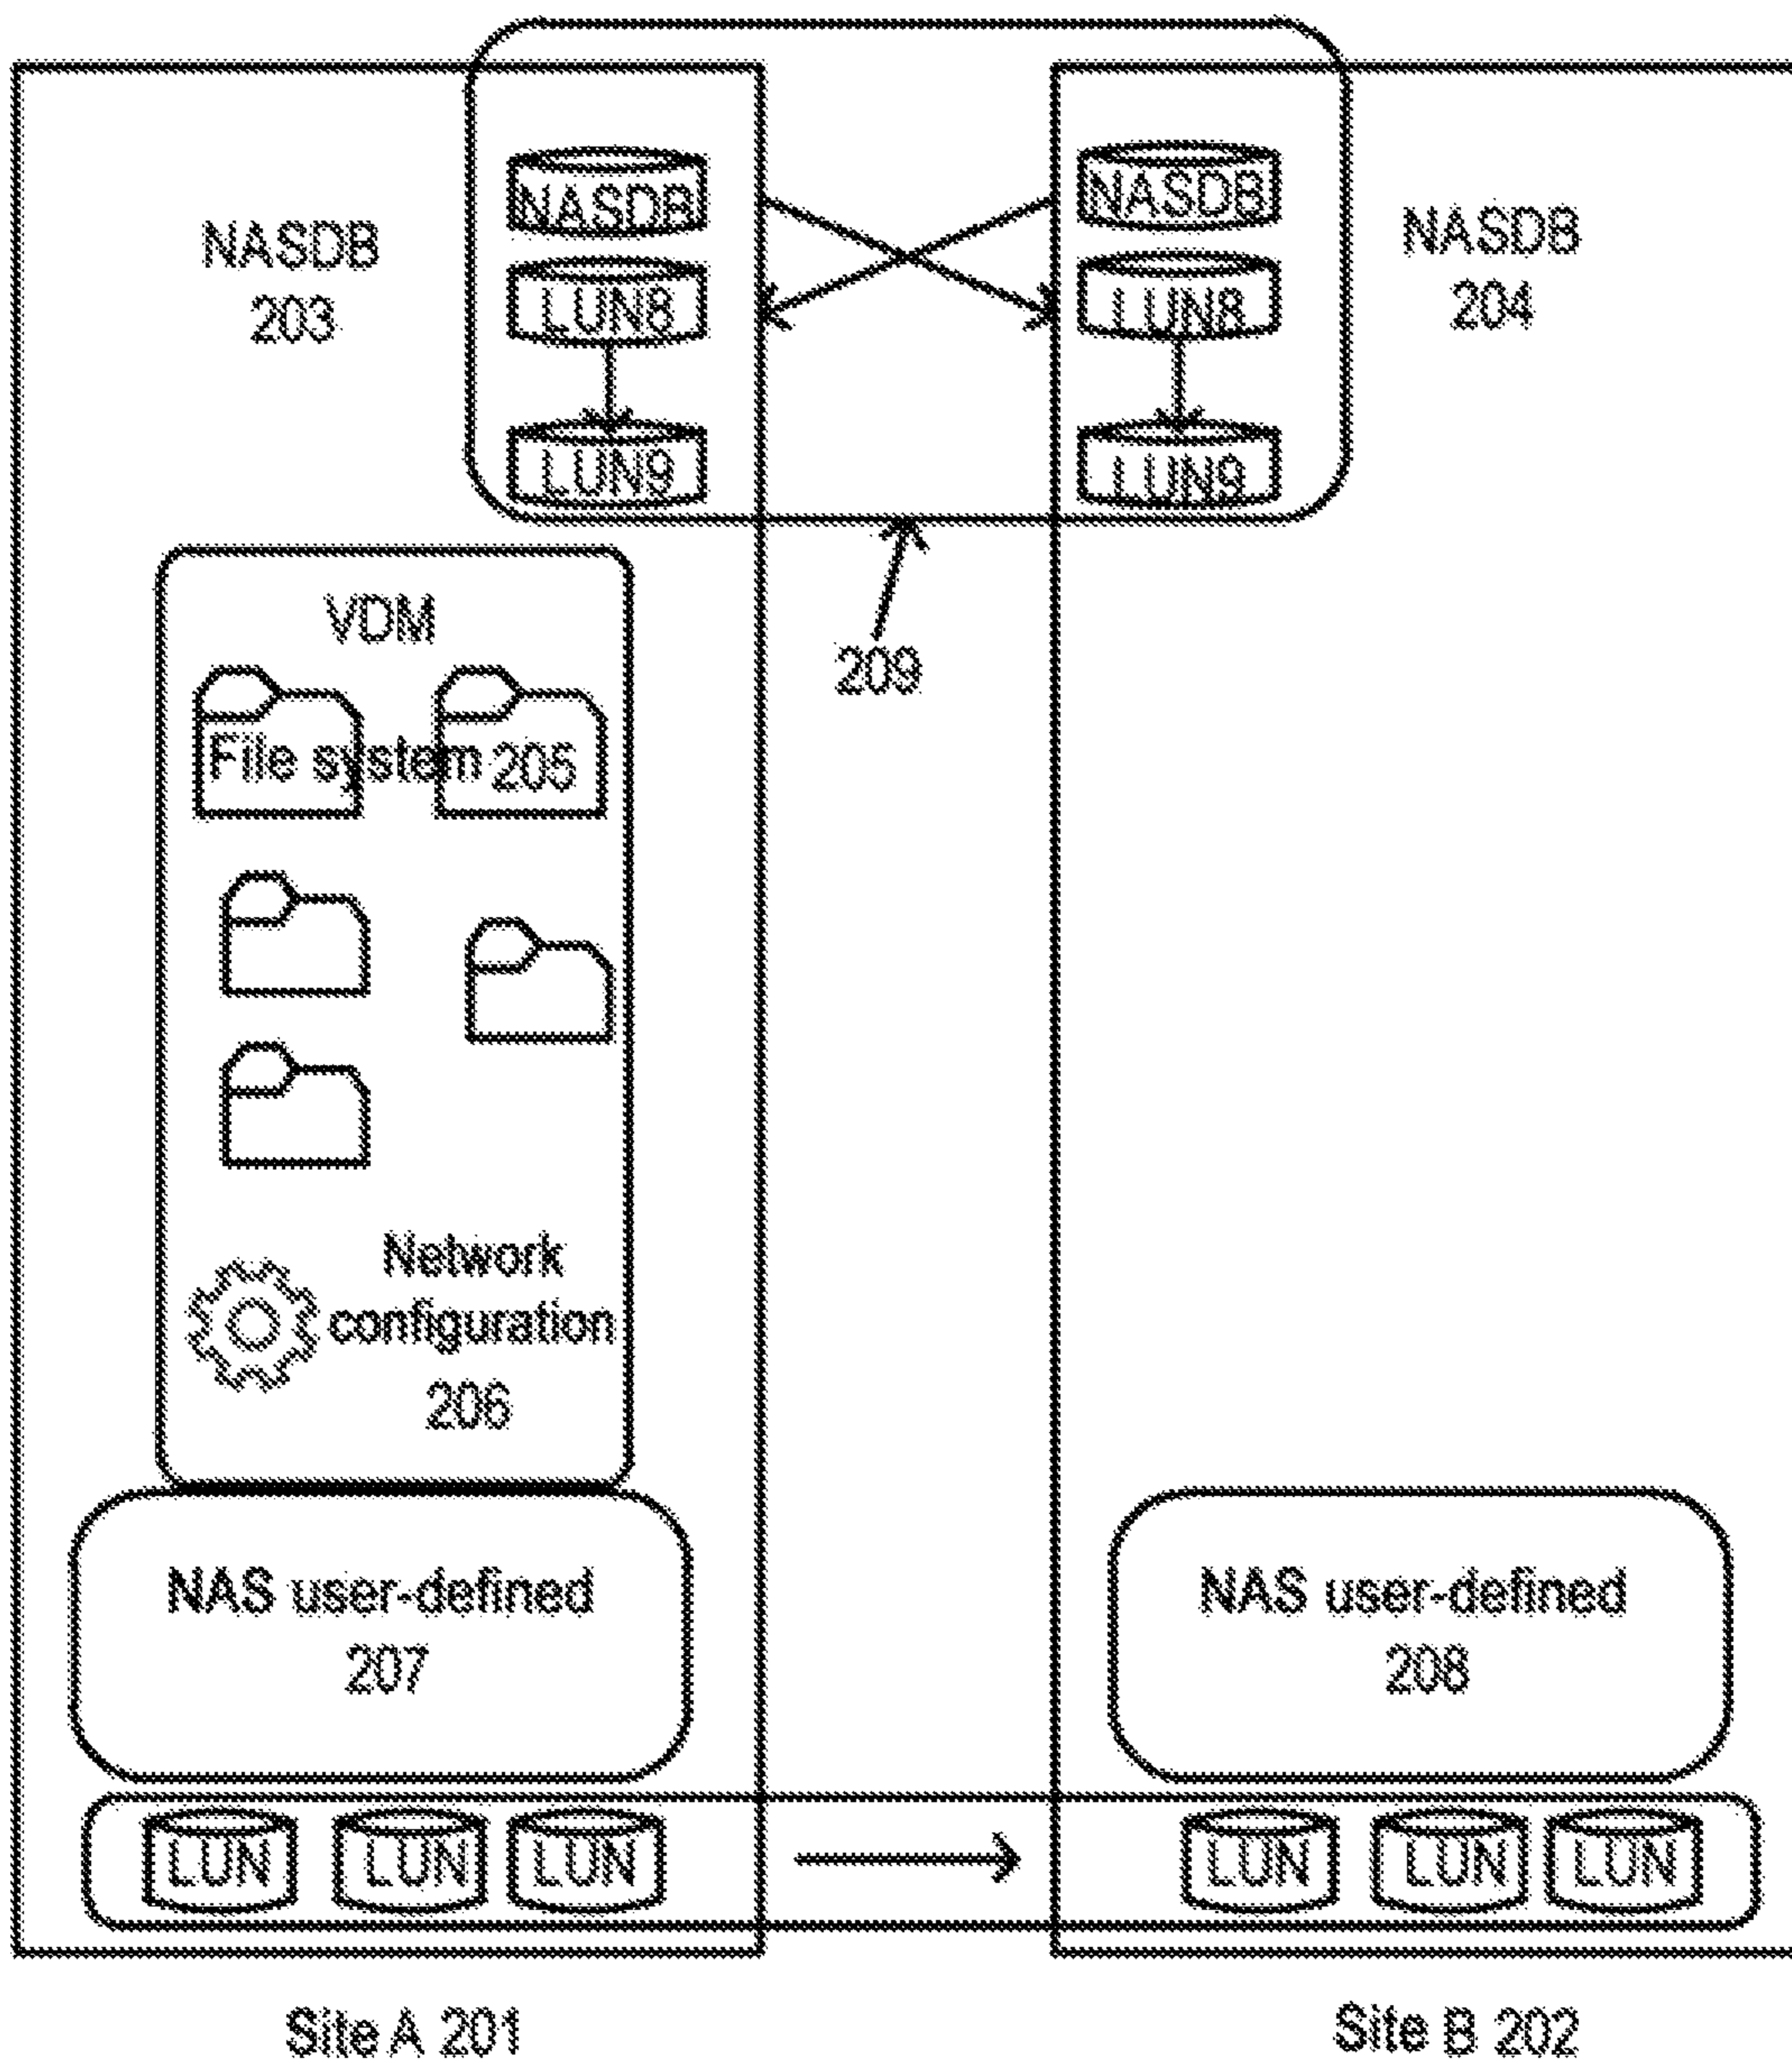 NASDB
203
NASDB
LUN8
LUN9
NASDB
LUN8
LUN9
NASDB
204
209
VDM
File system 205
Network
configuration
206
NAS user-defined
207
NAS user-defined
208
LUN
LUN
LUN
LUN
LUN
LUN
Site A 201
Site B 202